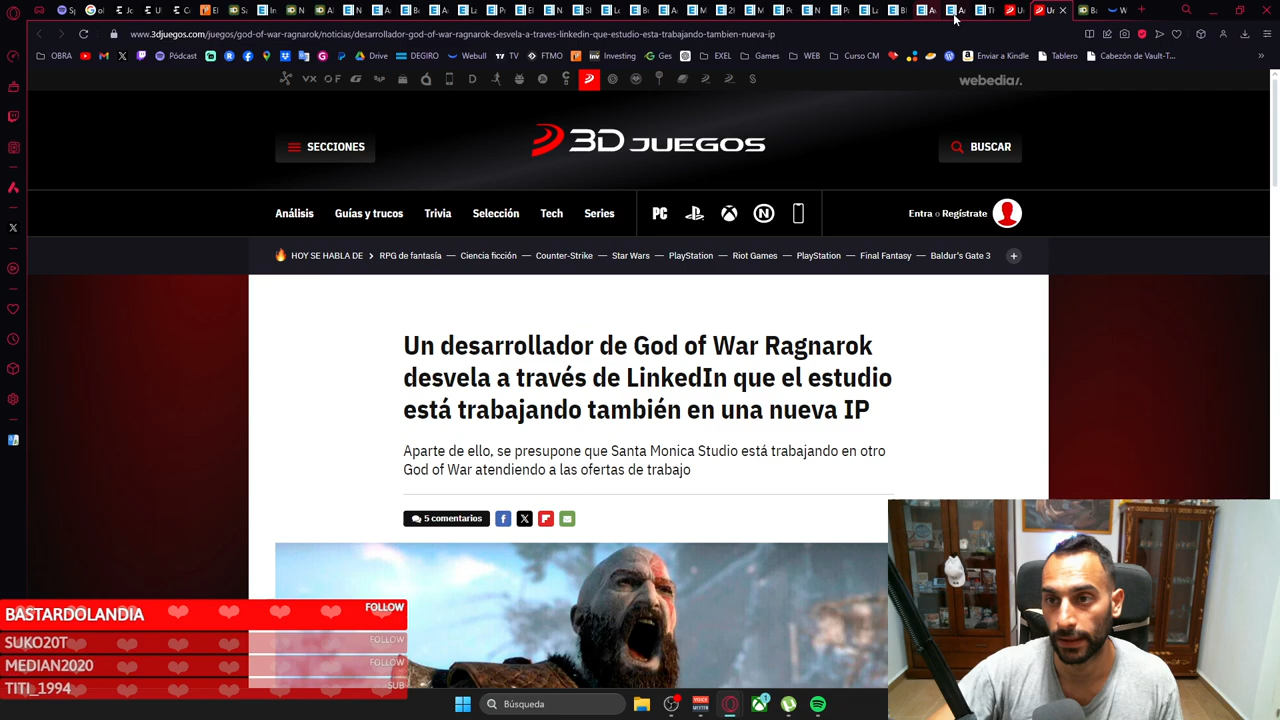 www.3djuegos.com/juegos/god-of-war-ragnarok/noticias/desarrollador-god-of-war-ragnarok-desvela-a-traves-linkedin-que-estudio-esta-trabajando-tambien-nueva-ip
OBRA Pódcast Drive DEGIRO Webull TV FTMO Investing Ges EXEL Games WEB Curso CM Enviar a Kindle Tablero Cabezón de Vault-T...
webedia.
SECCIONES
3D JUEGOS
BUSCAR
Análisis Guías y trucos Trivia Selección Tech Series PC Entra o Regístrate
HOY SE HABLA DE RPG de fantasía — Ciencia ficción — Counter-Strike — Star Wars — PlayStation — Riot Games — PlayStation — Final Fantasy — Baldur's Gate 3
Un desarrollador de God of War Ragnarok
desvela a través de LinkedIn que el estudio
está trabajando también en una nueva IP
Aparte de ello, se presupone que Santa Monica Studio está trabajando en otro
God of War atendiendo a las ofertas de trabajo
5 comentarios
BASTARDOLANDIA FOLLOW
SUKO20T FOLLOW
MEDIAN2020 FOLLOW
TITI_1994 SUB
Búsqueda